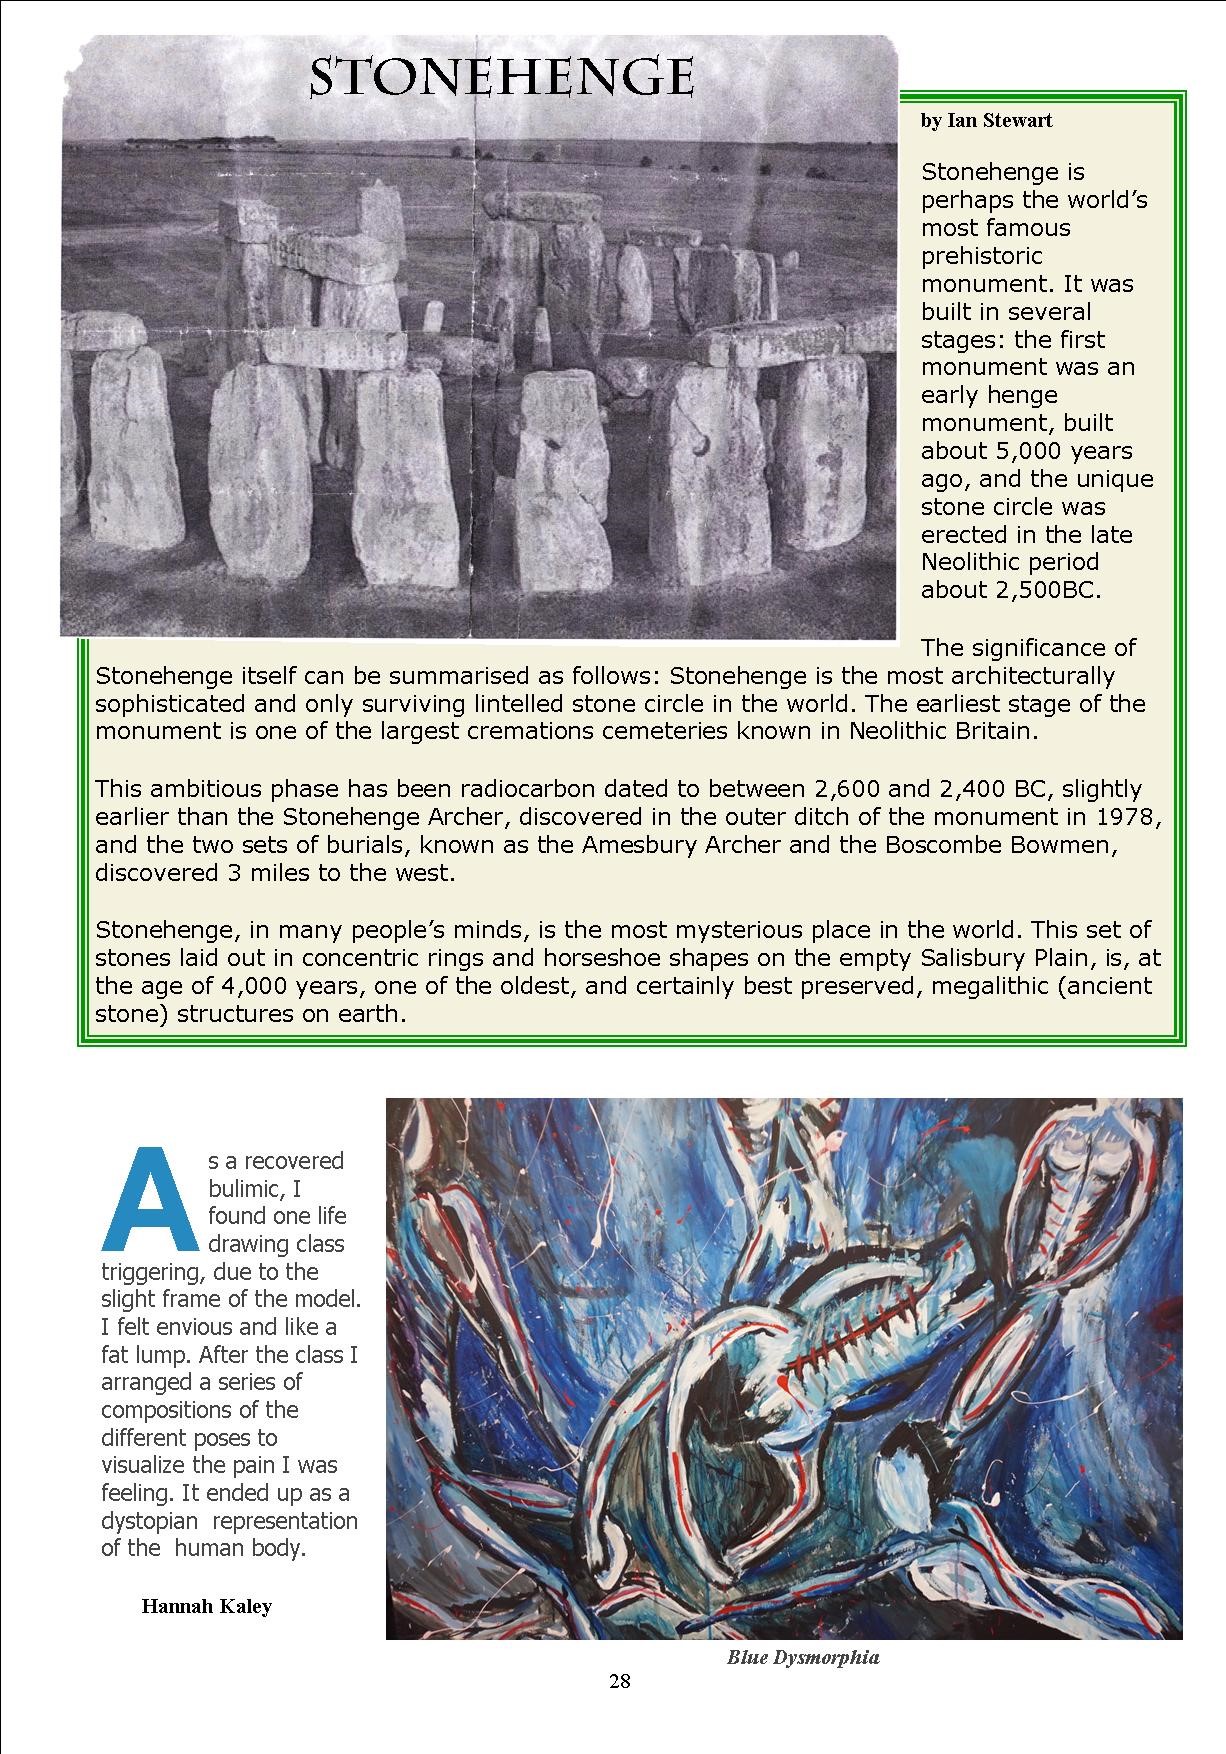 STONEHENGE
by Ian Stewart
Stonehenge is
perhaps the world’s
most famous
prehistoric
monument. It was
built in several
stages: the first
monument was an
early henge
monument, built
about 5,000 years
ago, and the unique
stone circle was
erected in the late
Neolithic period
about 2,500BC.
The significance of
Stonehenge itself can be summarised as follows: Stonehenge is the most architecturally
sophisticated and only surviving lintelled stone circle in the world. The earliest stage of the
monument is one of the largest cremations cemeteries known in Neolithic Britain.
This ambitious phase has been radiocarbon dated to between 2,600 and 2,400 BC, slightly
earlier than the Stonehenge Archer, discovered in the outer ditch of the monument in 1978,
and the two sets of burials, known as the Amesbury Archer and the Boscombe Bowmen,
discovered 3 miles to the west.
Stonehenge, in many people’s minds, is the most mysterious place in the world. This set of
stones laid out in concentric rings and horseshoe shapes on the empty Salisbury Plain, is, at
the age of 4,000 years, one of the oldest, and certainly best preserved, megalithic (ancient
stone) structures on earth.
As a recovered
bulimic, I
found one life
drawing class
triggering, due to the
slight frame of the model.
I felt envious and like a
fat lump. After the class I
arranged a series of
compositions of the
different poses to
visualize the pain I was
feeling. It ended up as a
dystopian  representation
of the  human body.
Hannah Kaley
Blue Dysmorphia
28